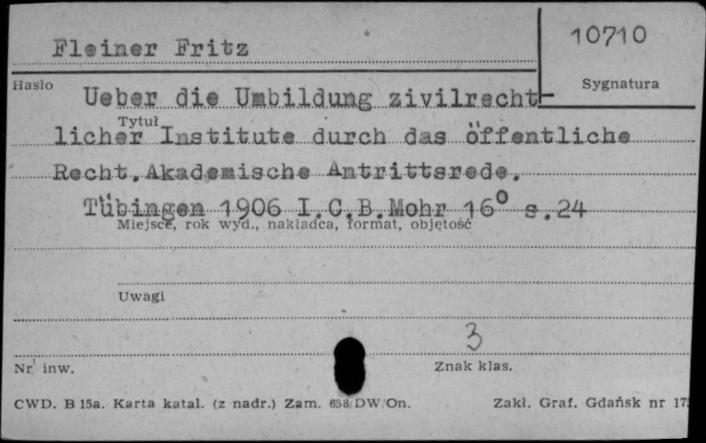 Fleiner Fritz
10710
Hasło
Sygnatura
Ueber die Umbildung zivilrecht-
Tytuł
licher Institute durch das öffentliche
Recht. Akademische Antrittsrede.
Tübingen 1906 I.C.B.Mohr 16° s.24
Miejsce, rok wyd., nakładca, format, objętość
Uwagi
3
Nr inw.
Znak klas.
CWD. B 15a. Karta katal. (z nadr.) Zam. 658/DW/On.
Zakł. Graf. Gdańsk nr